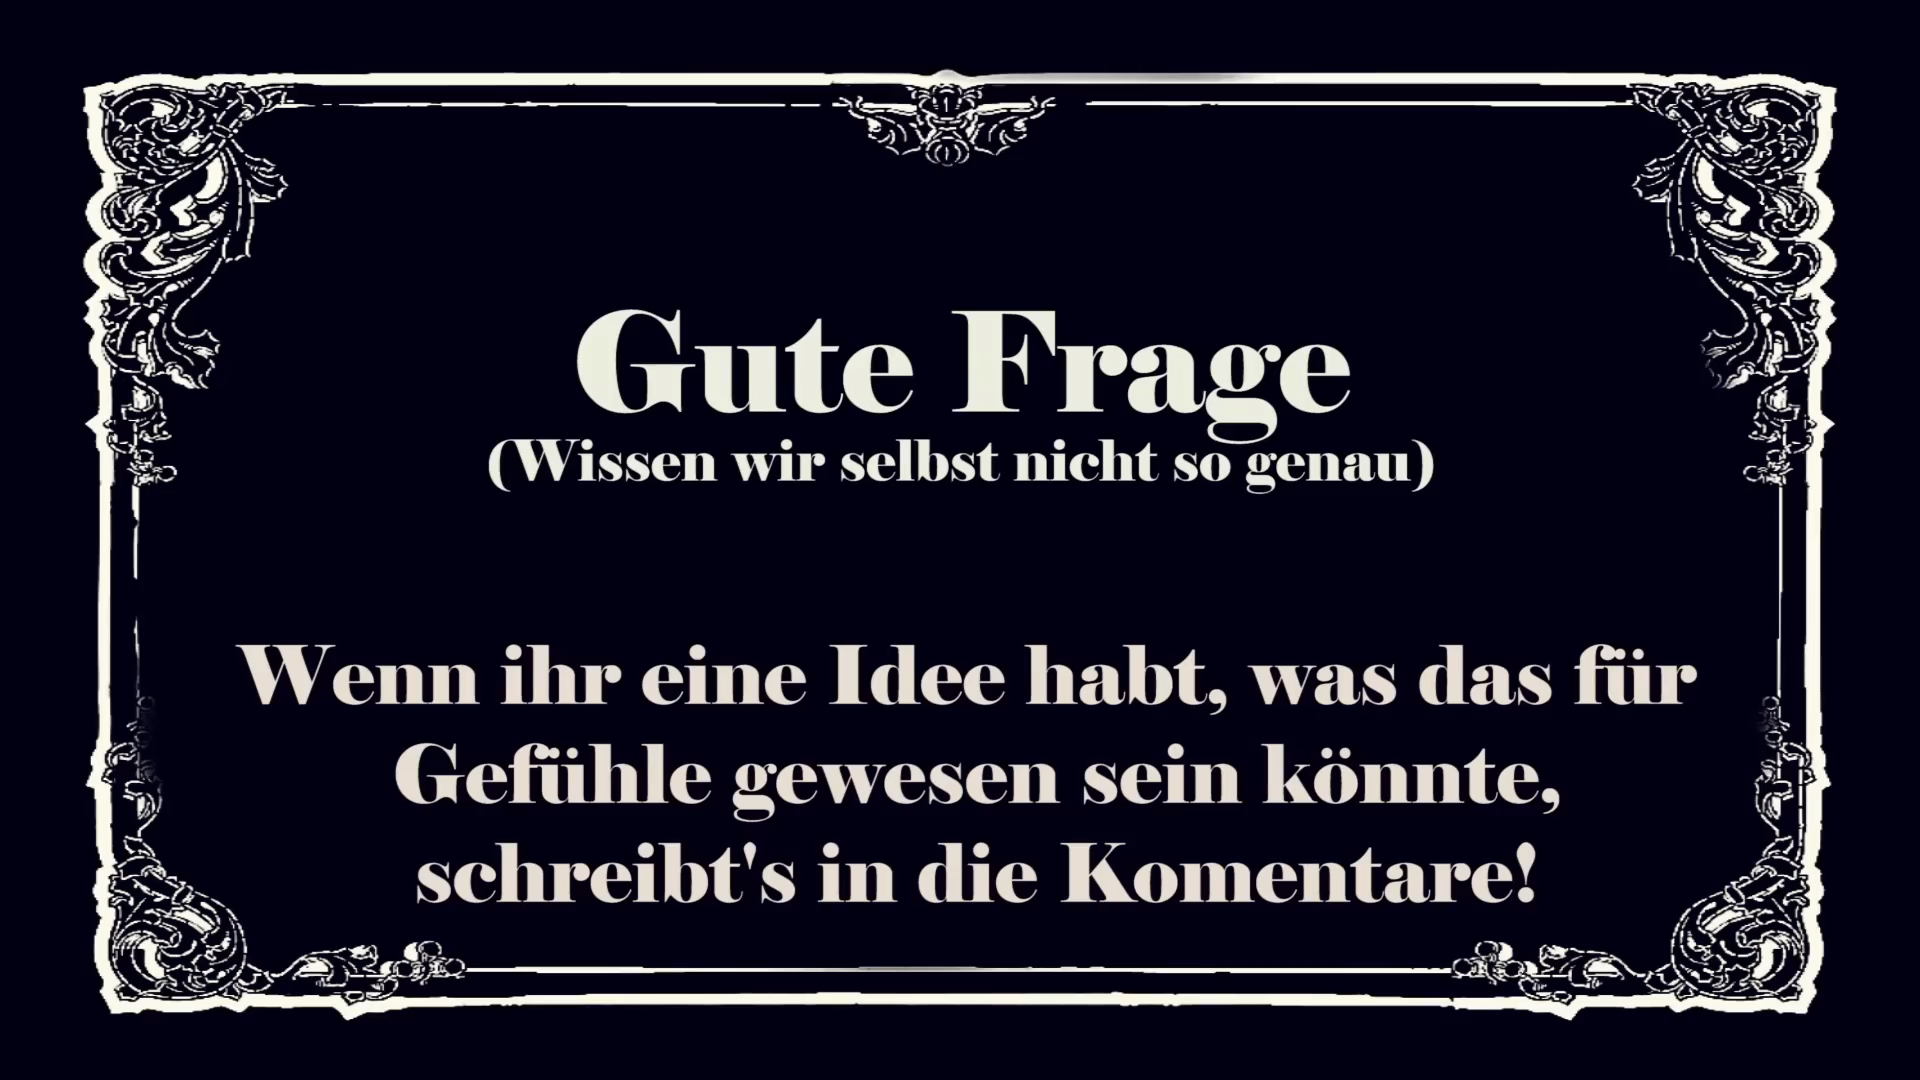 Gute Frage
(Wissen wir selbst nicht so genau)
Wenn ihr eine Idee habt, was das für
Gefühle gewesen sein könnte,
schreibt's in die Komentare!